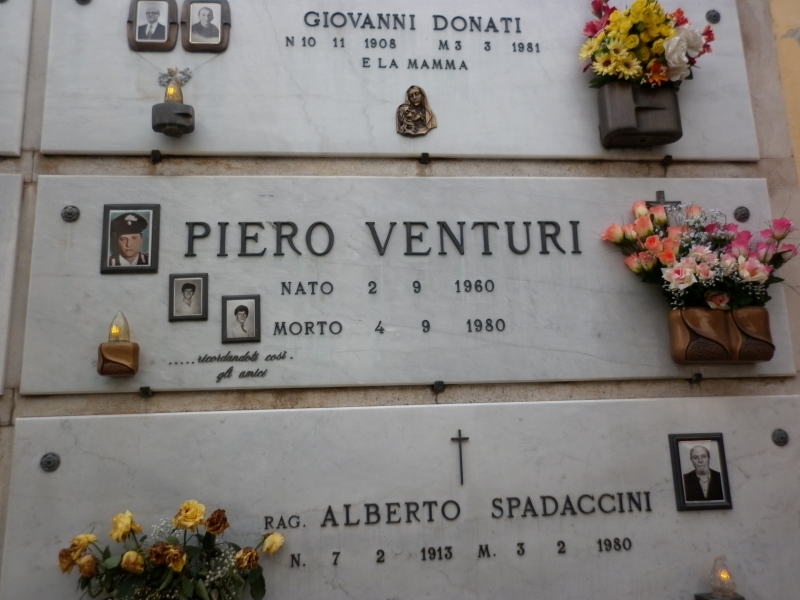 GIOVANNI DONATI
N 10 11 1908 M 3 3 1981
E LA MAMMA
PIERO VENTURI
NATO 2 9 1960
MORTO 4 9 1980
.....ricordandoti così.
gli amici
RAG. ALBERTO SPADACCINI
N. 7 2 1913 M. 3 2 1980